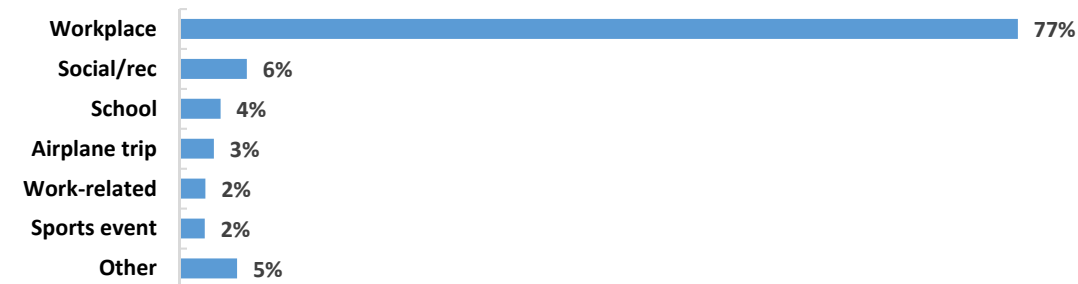 Workplace 77%
Social/rec 6%
School 4%
Airplane trip 3%
Work-related 2%
Sports event 2%
Other 5%